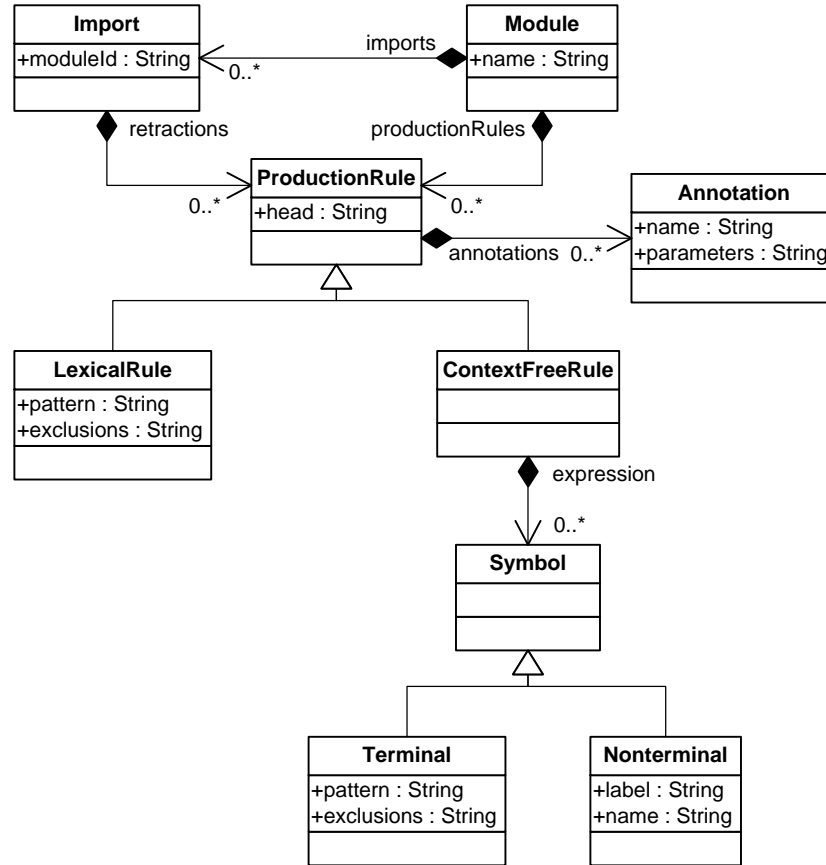 Import
+moduleId : String
imports
0..*
Module
+name : String
retractions
productionRules
0..*
ProductionRule
+head : String
0..*
annotations
0..*
Annotation
+name : String
+parameters : String
LexicalRule
+pattern : String
+exclusions : String
ContextFreeRule
expression
0..*
Symbol
Terminal
+pattern : String
+exclusions : String
Nonterminal
+label : String
+name : String